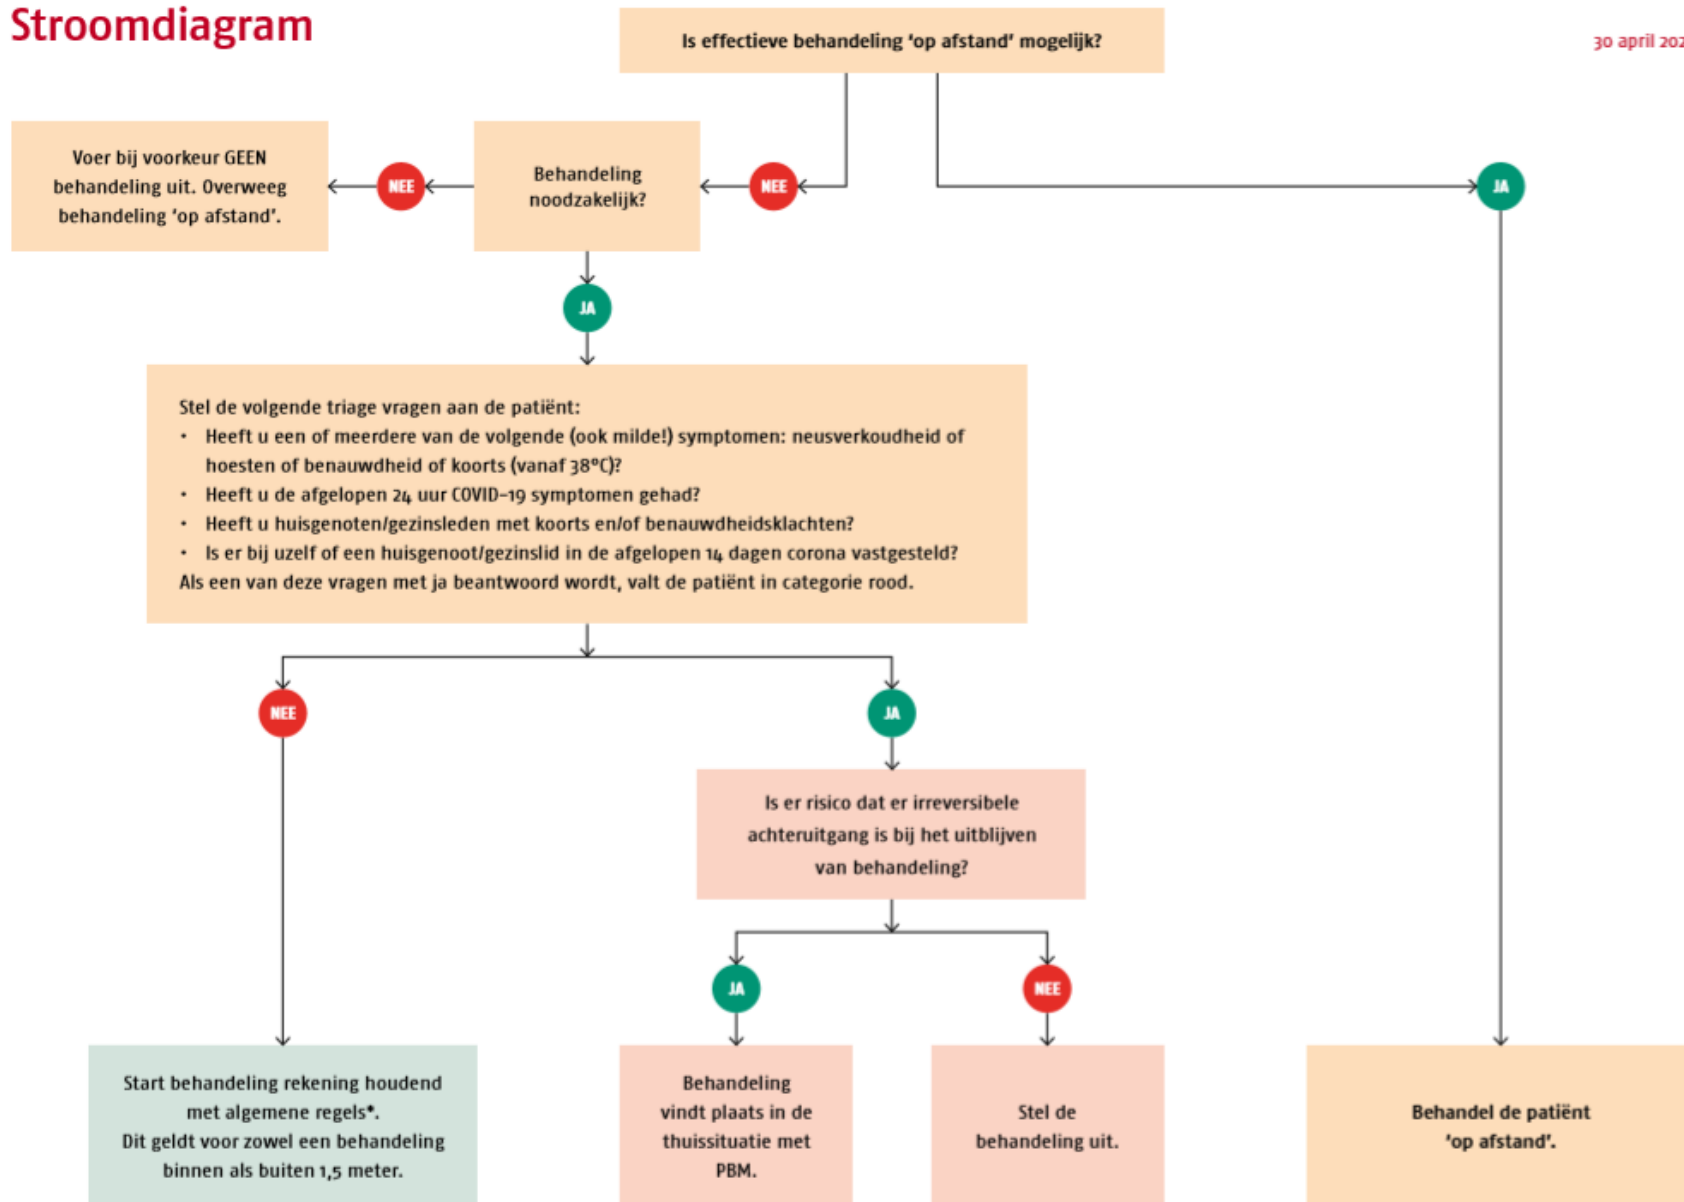 Stroomdiagram
Is effectieve behandeling ‘op afstand’ mogelijk?
30 april 202
Voer bij voorkeur GEEN
behandeling uit. Overweeg
behandeling ‘op afstand’.
NEE
Behandeling
noodzakelijk?
NEE
JA
JA
Stel de volgende triage vragen aan de patiënt:
• Heeft u een of meerdere van de volgende (ook milde!) symptomen: neusverkoudheid of
hoesten of benauwdheid of koorts (vanaf 38°C)?
• Heeft u de afgelopen 24 uur COVID-19 symptomen gehad?
• Heeft u huisgenoten/gezinsleden met koorts en/of benauwdheidsklachten?
• Is er bij uzelf of een huisgenoot/gezinslid in de afgelopen 14 dagen corona vastgesteld?
Als een van deze vragen met ja beantwoord wordt, valt de patiënt in categorie rood.
NEE
JA
Is er risico dat er irreversibele
achteruitgang is bij het uitblijven
van behandeling?
JA
NEE
Start behandeling rekening houdend
met algemene regels*.
Dit geldt voor zowel een behandeling
binnen als buiten 1,5 meter.
Behandeling
vindt plaats in de
thuissituatie met
PBM.
Stel de
behandeling uit.
Behandel de patiënt
‘op afstand’.